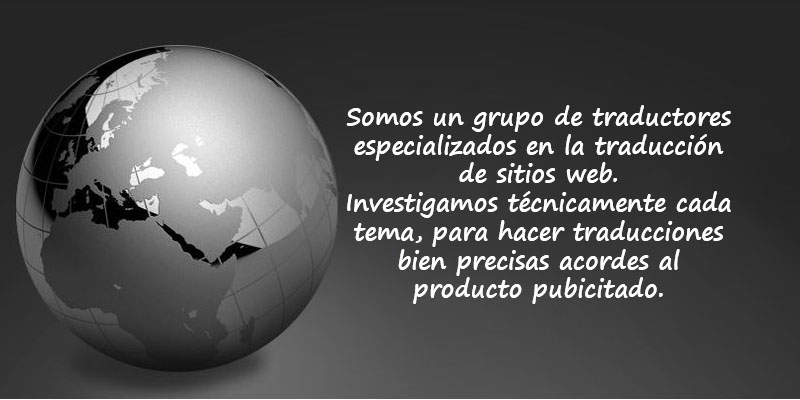 Somos un grupo de traductores
especializados en la traducción
de sitios web.
Investigamos técnicamente cada
tema, para hacer traducciones
bien precisas acordes al
producto pubicitado.